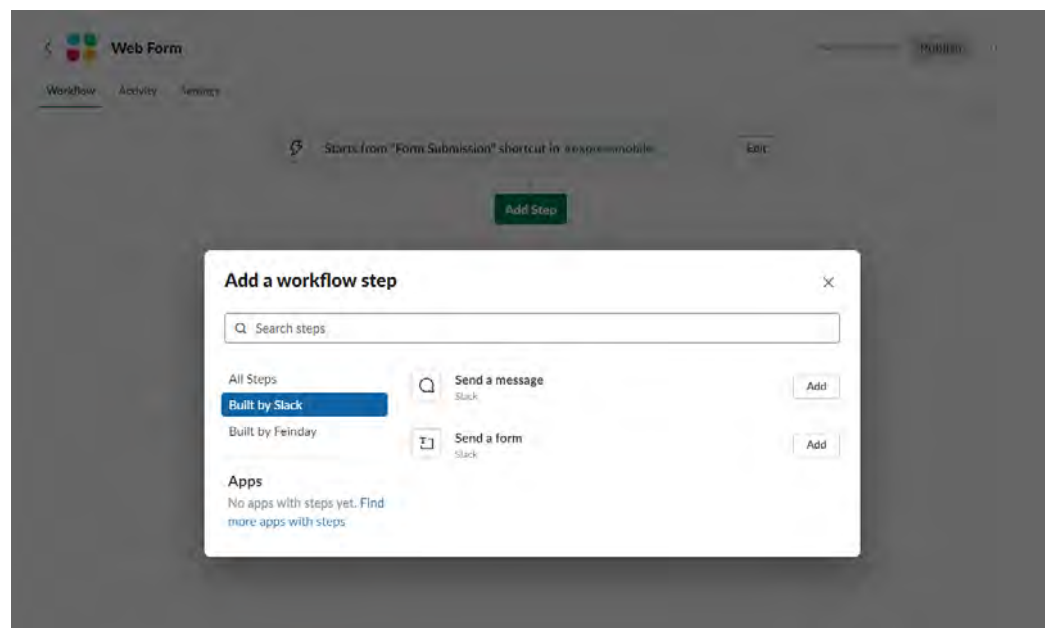 Web Form
Publish
Workflow Activity Settings
Starts from "Form Submission" shortcut in
Edit
Add Step
Add a workflow step
Search steps
All Steps
Built by Slack
Built by Feinday
Send a message
Slack
Add
Send a form
Slack
Add
Apps
No apps with steps yet. Find
more apps with steps